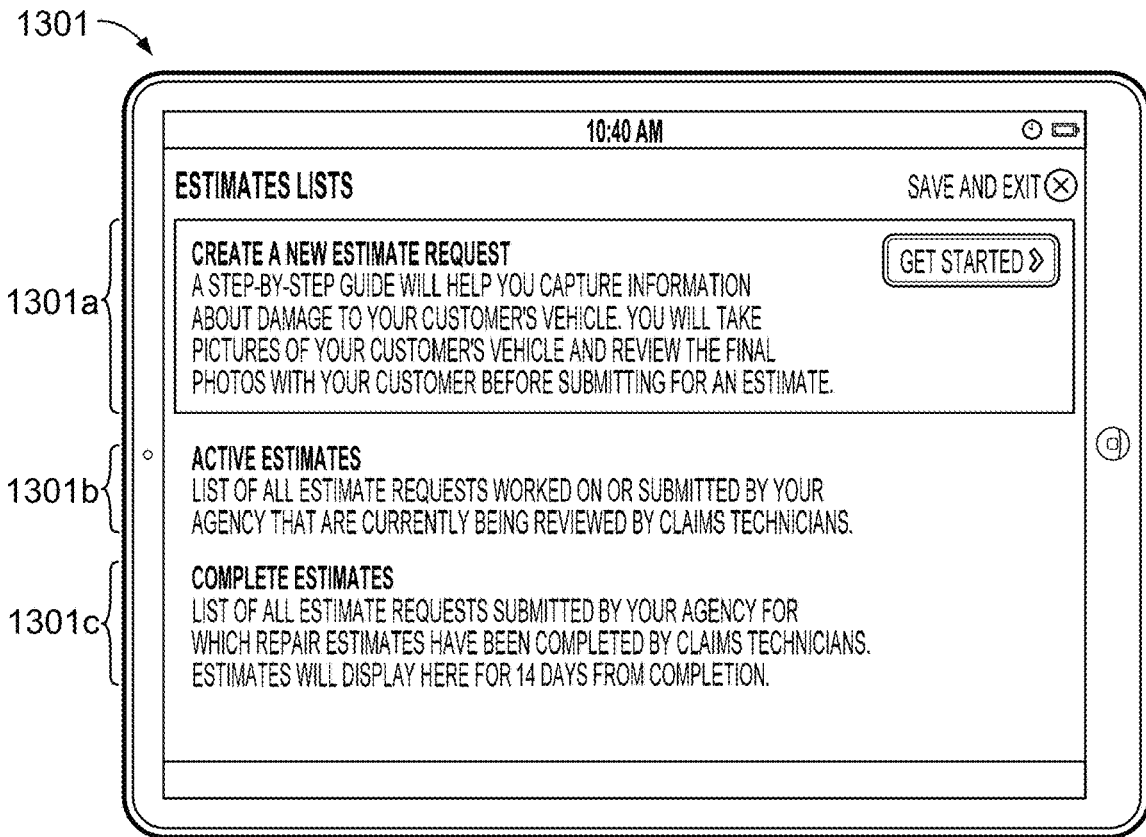 1301
10:40 AM
ESTIMATES LISTS
SAVE AND EXIT
1301a
CREATE A NEW ESTIMATE REQUEST
GET STARTED »
A STEP-BY-STEP GUIDE WILL HELP YOU CAPTURE INFORMATION
ABOUT DAMAGE TO YOUR CUSTOMER'S VEHICLE. YOU WILL TAKE
PICTURES OF YOUR CUSTOMER'S VEHICLE AND REVIEW THE FINAL
PHOTOS WITH YOUR CUSTOMER BEFORE SUBMITTING FOR AN ESTIMATE.
1301b
ACTIVE ESTIMATES
LIST OF ALL ESTIMATE REQUESTS WORKED ON OR SUBMITTED BY YOUR
AGENCY THAT ARE CURRENTLY BEING REVIEWED BY CLAIMS TECHNICIANS.
1301c
COMPLETE ESTIMATES
LIST OF ALL ESTIMATE REQUESTS SUBMITTED BY YOUR AGENCY FOR
WHICH REPAIR ESTIMATES HAVE BEEN COMPLETED BY CLAIMS TECHNICIANS.
ESTIMATES WILL DISPLAY HERE FOR 14 DAYS FROM COMPLETION.